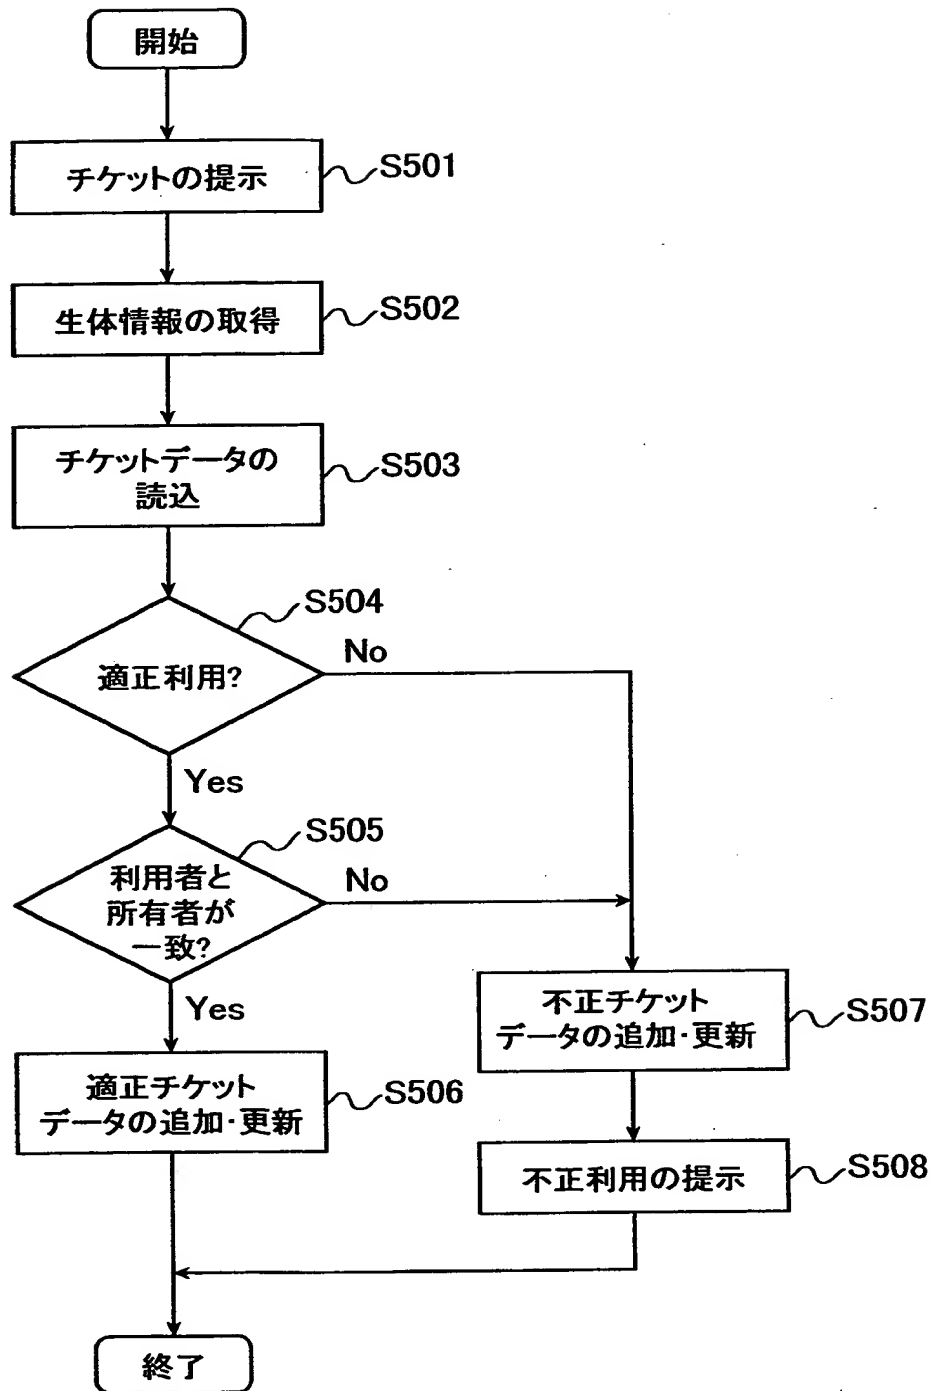 開始
チケットの提示
S501
生体情報の取得
S502
チケットデータの
読込
S503
S504
適正利用?
No
Yes
S505
利用者と
所有者が
一致?
No
Yes
適正チケット
データの追加・更新
S506
不正チケット
データの追加・更新
S507
不正利用の提示
S508
終了